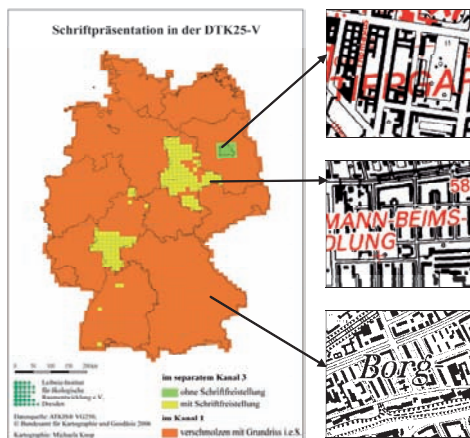 Schriftpräsentation in der DTK25-V
0 50 100 150 200 km
Leibniz-Institut
für ökologische
Raumentwicklung e.V.
Dresden
Datenquelle: ATKIS® VG250;
© Bundesamt für Kartographie und Geodäsie 2006
Kartographie: Michaela Knop
im separatem Kanal 3
ohne Schriftfreistellung
mit Schriftfreistellung
im Kanal 1
verschmolzen mit Grundriss i.e.S.
IERGAR
58
MANN-BEIMS-
DLUNG
Borg